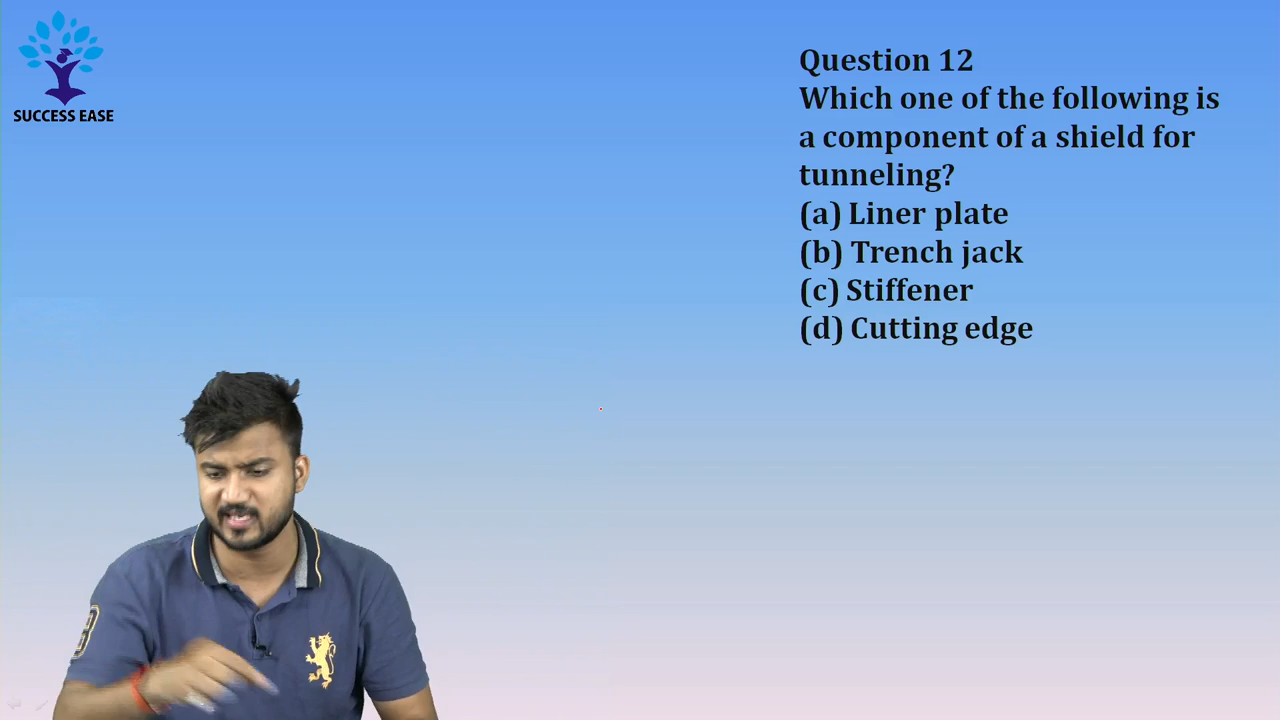 SUCCESS EASE
Question 12
Which one of the following is
a component of a shield for
tunneling?
(a) Liner plate
(b) Trench jack
(c) Stiffener
(d) Cutting edge